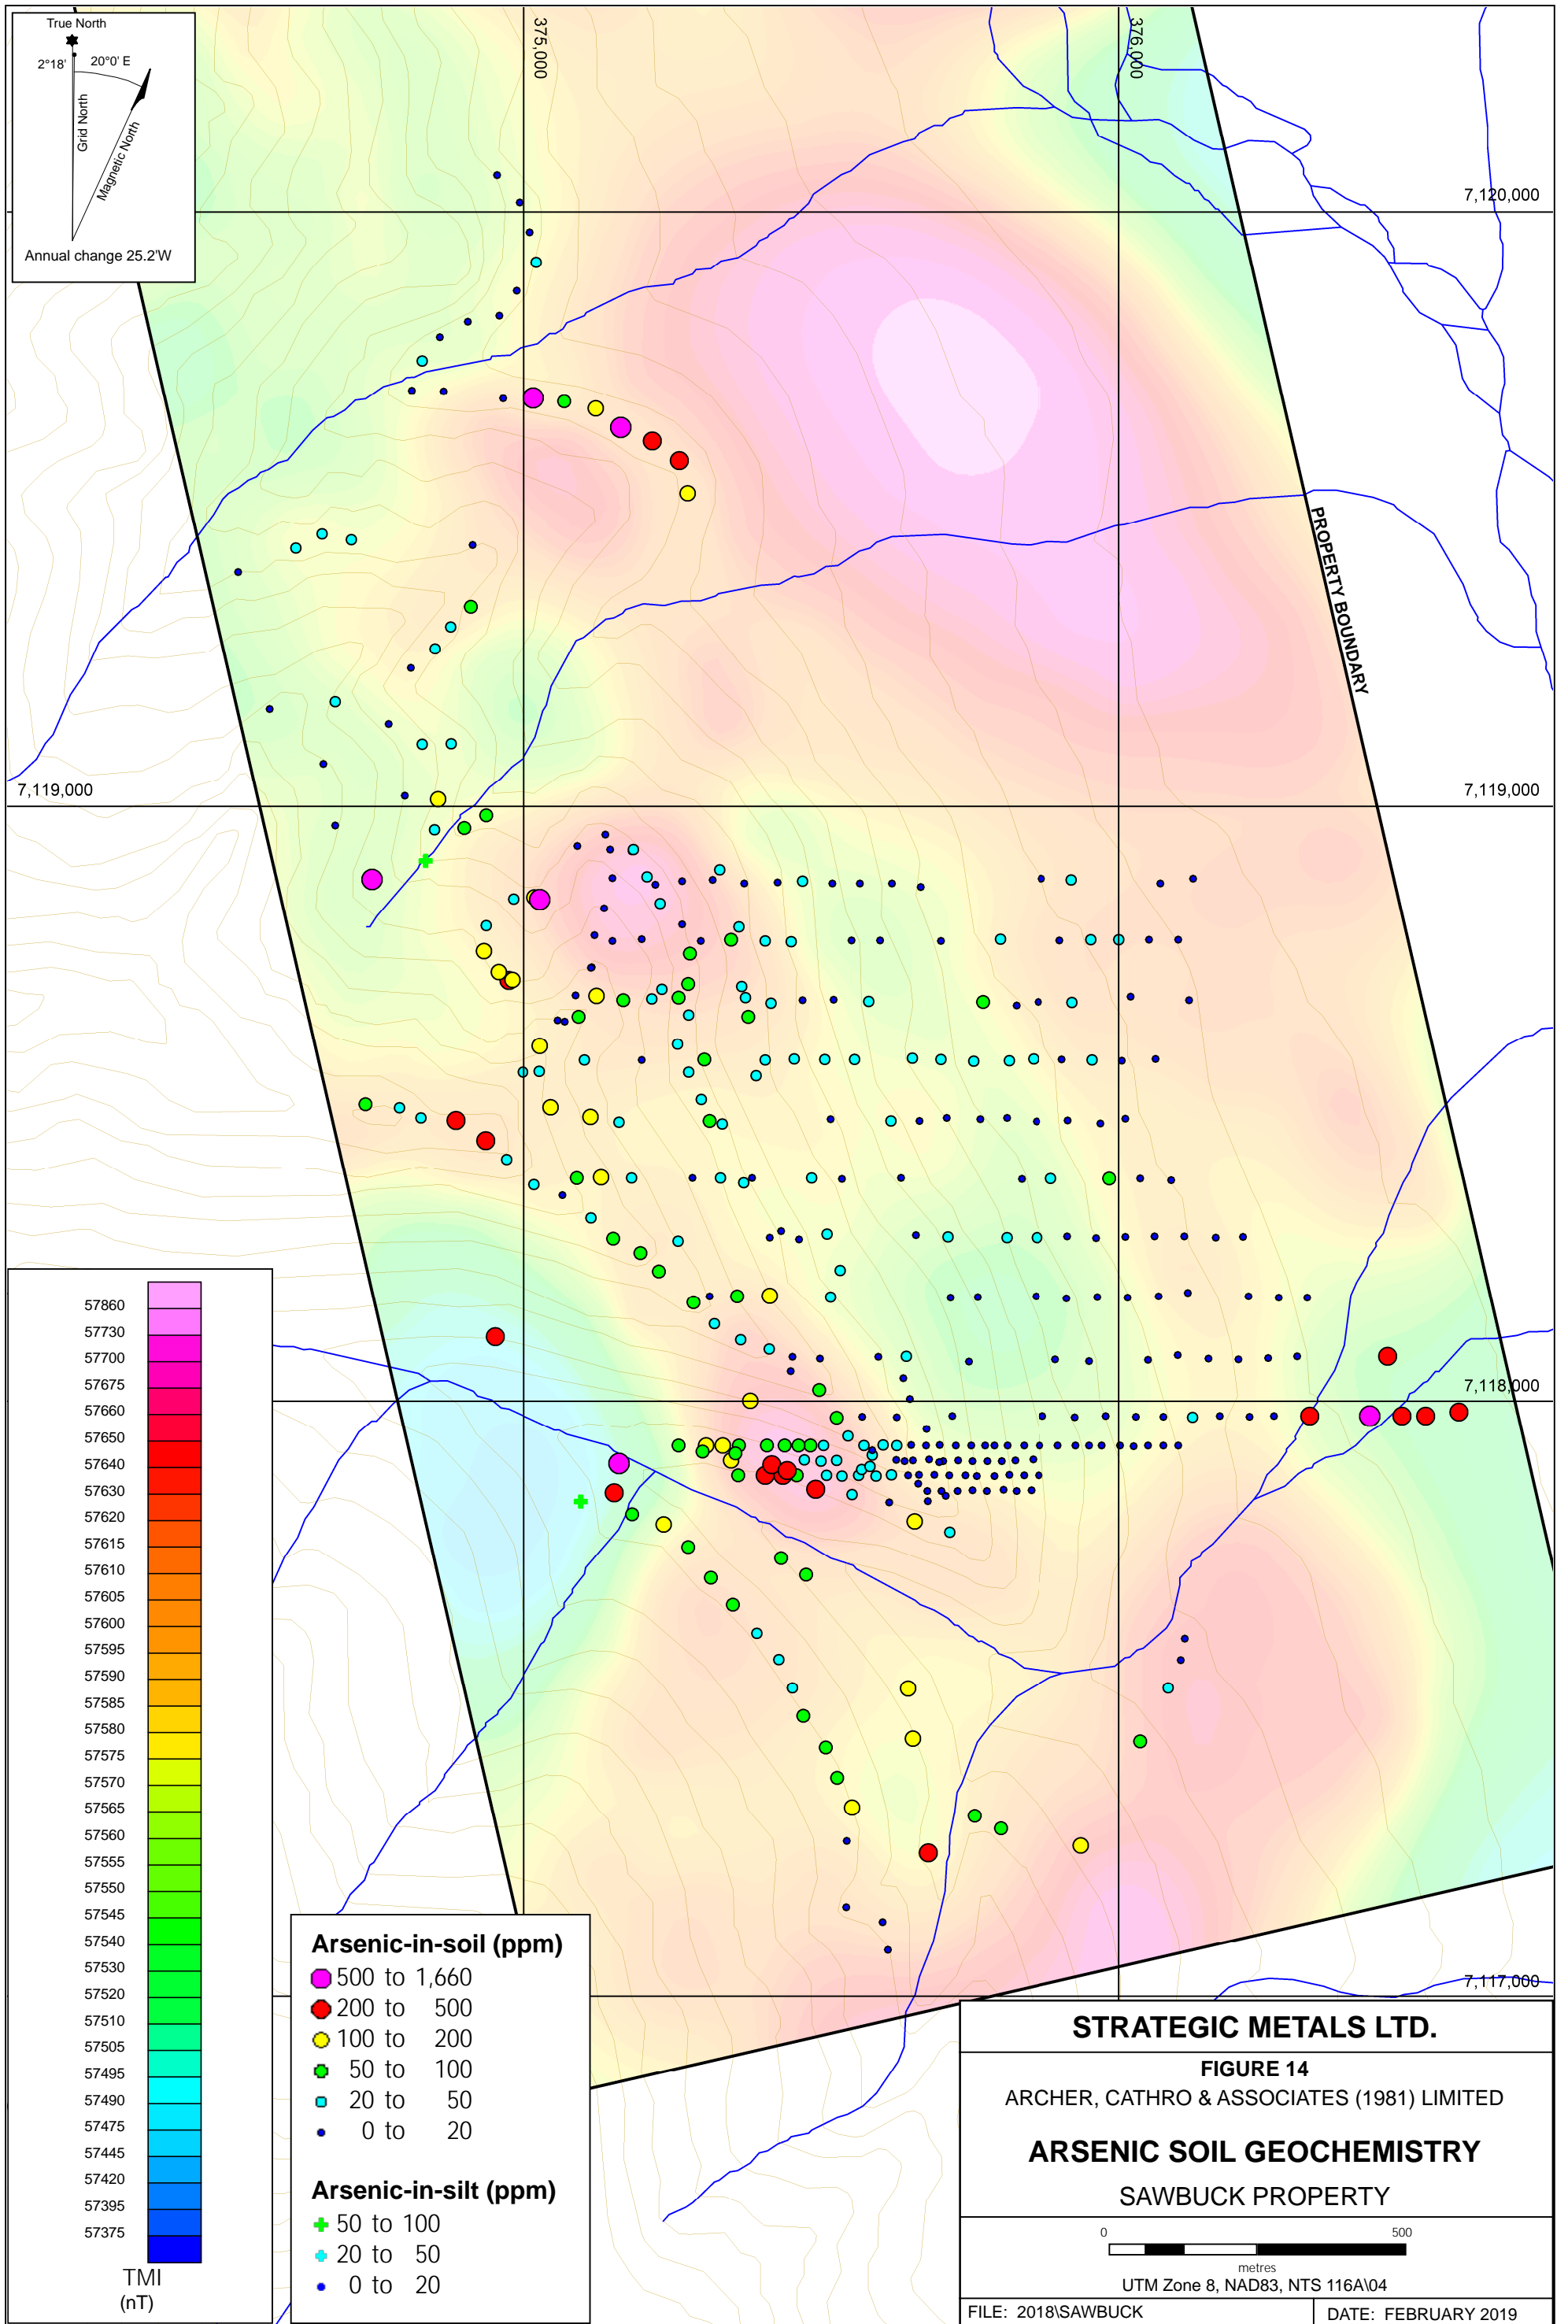 True North
2°18'
20°0' E
Grid North
Magnetic North
Annual change 25.2'W
375,000
376,000
7,120,000
PROPERTY BOUNDARY
7,119,000
7,119,000
7,118,000
7,117,000
57860
57730
57700
57675
57660
57650
57640
57630
57620
57615
57610
57605
57600
57595
57590
57585
57580
57575
57570
57565
57560
57555
57550
57545
57540
57530
57520
57510
57505
57495
57490
57475
57445
57420
57395
57375
TMI
(nT)
Arsenic-in-soil (ppm)
500 to 1,660
200 to 500
100 to 200
50 to 100
20 to 50
0 to 20
Arsenic-in-silt (ppm)
50 to 100
20 to 50
0 to 20
STRATEGIC METALS LTD.
FIGURE 14
ARCHER, CATHRO & ASSOCIATES (1981) LIMITED
ARSENIC SOIL GEOCHEMISTRY
SAWBUCK PROPERTY
0 500
metres
UTM Zone 8, NAD83, NTS 116A\04
FILE: 2018\SAWBUCK
DATE: FEBRUARY 2019